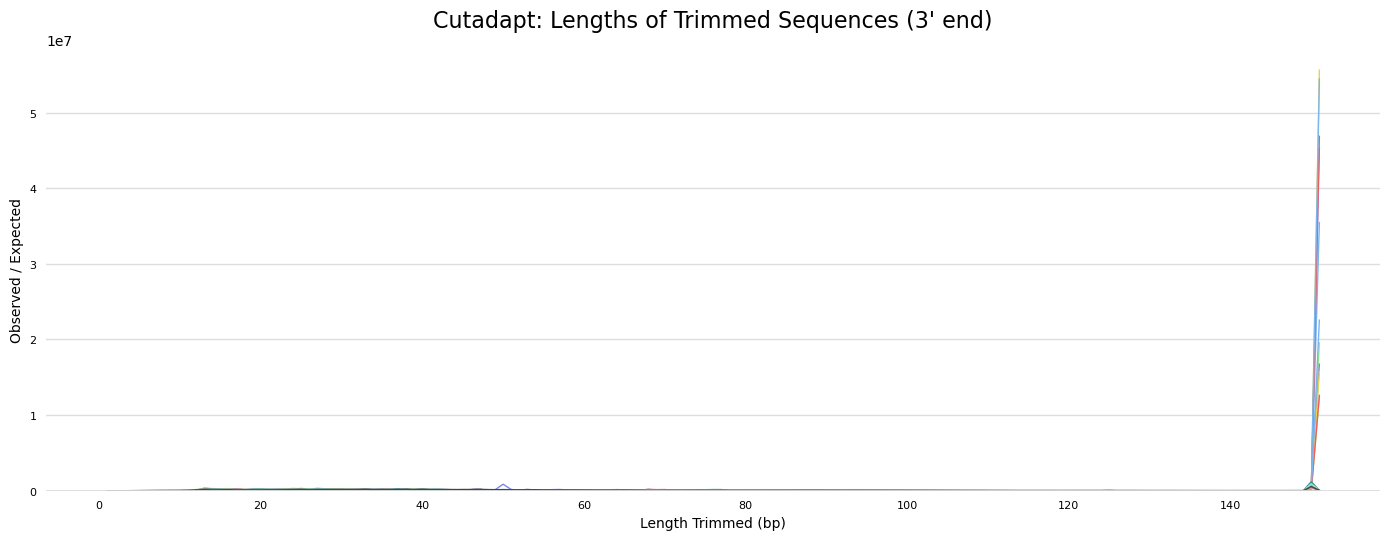 Cutadapt: Lengths of Trimmed Sequences (3' end)
1e7
5
4
3
2
1
0
Observed / Expected
0 20 40 60 80 100 120 140
Length Trimmed (bp)